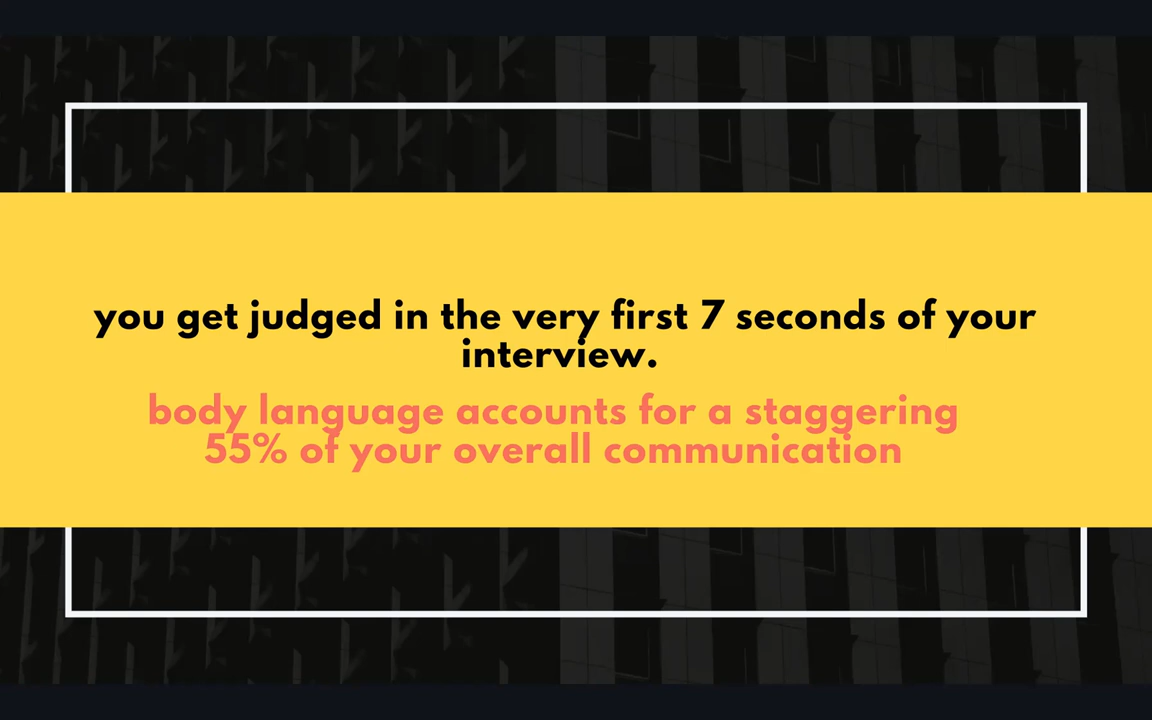 you get judged in the very first 7 seconds of your
interview.
body language accounts for a staggering
55% of your overall communication